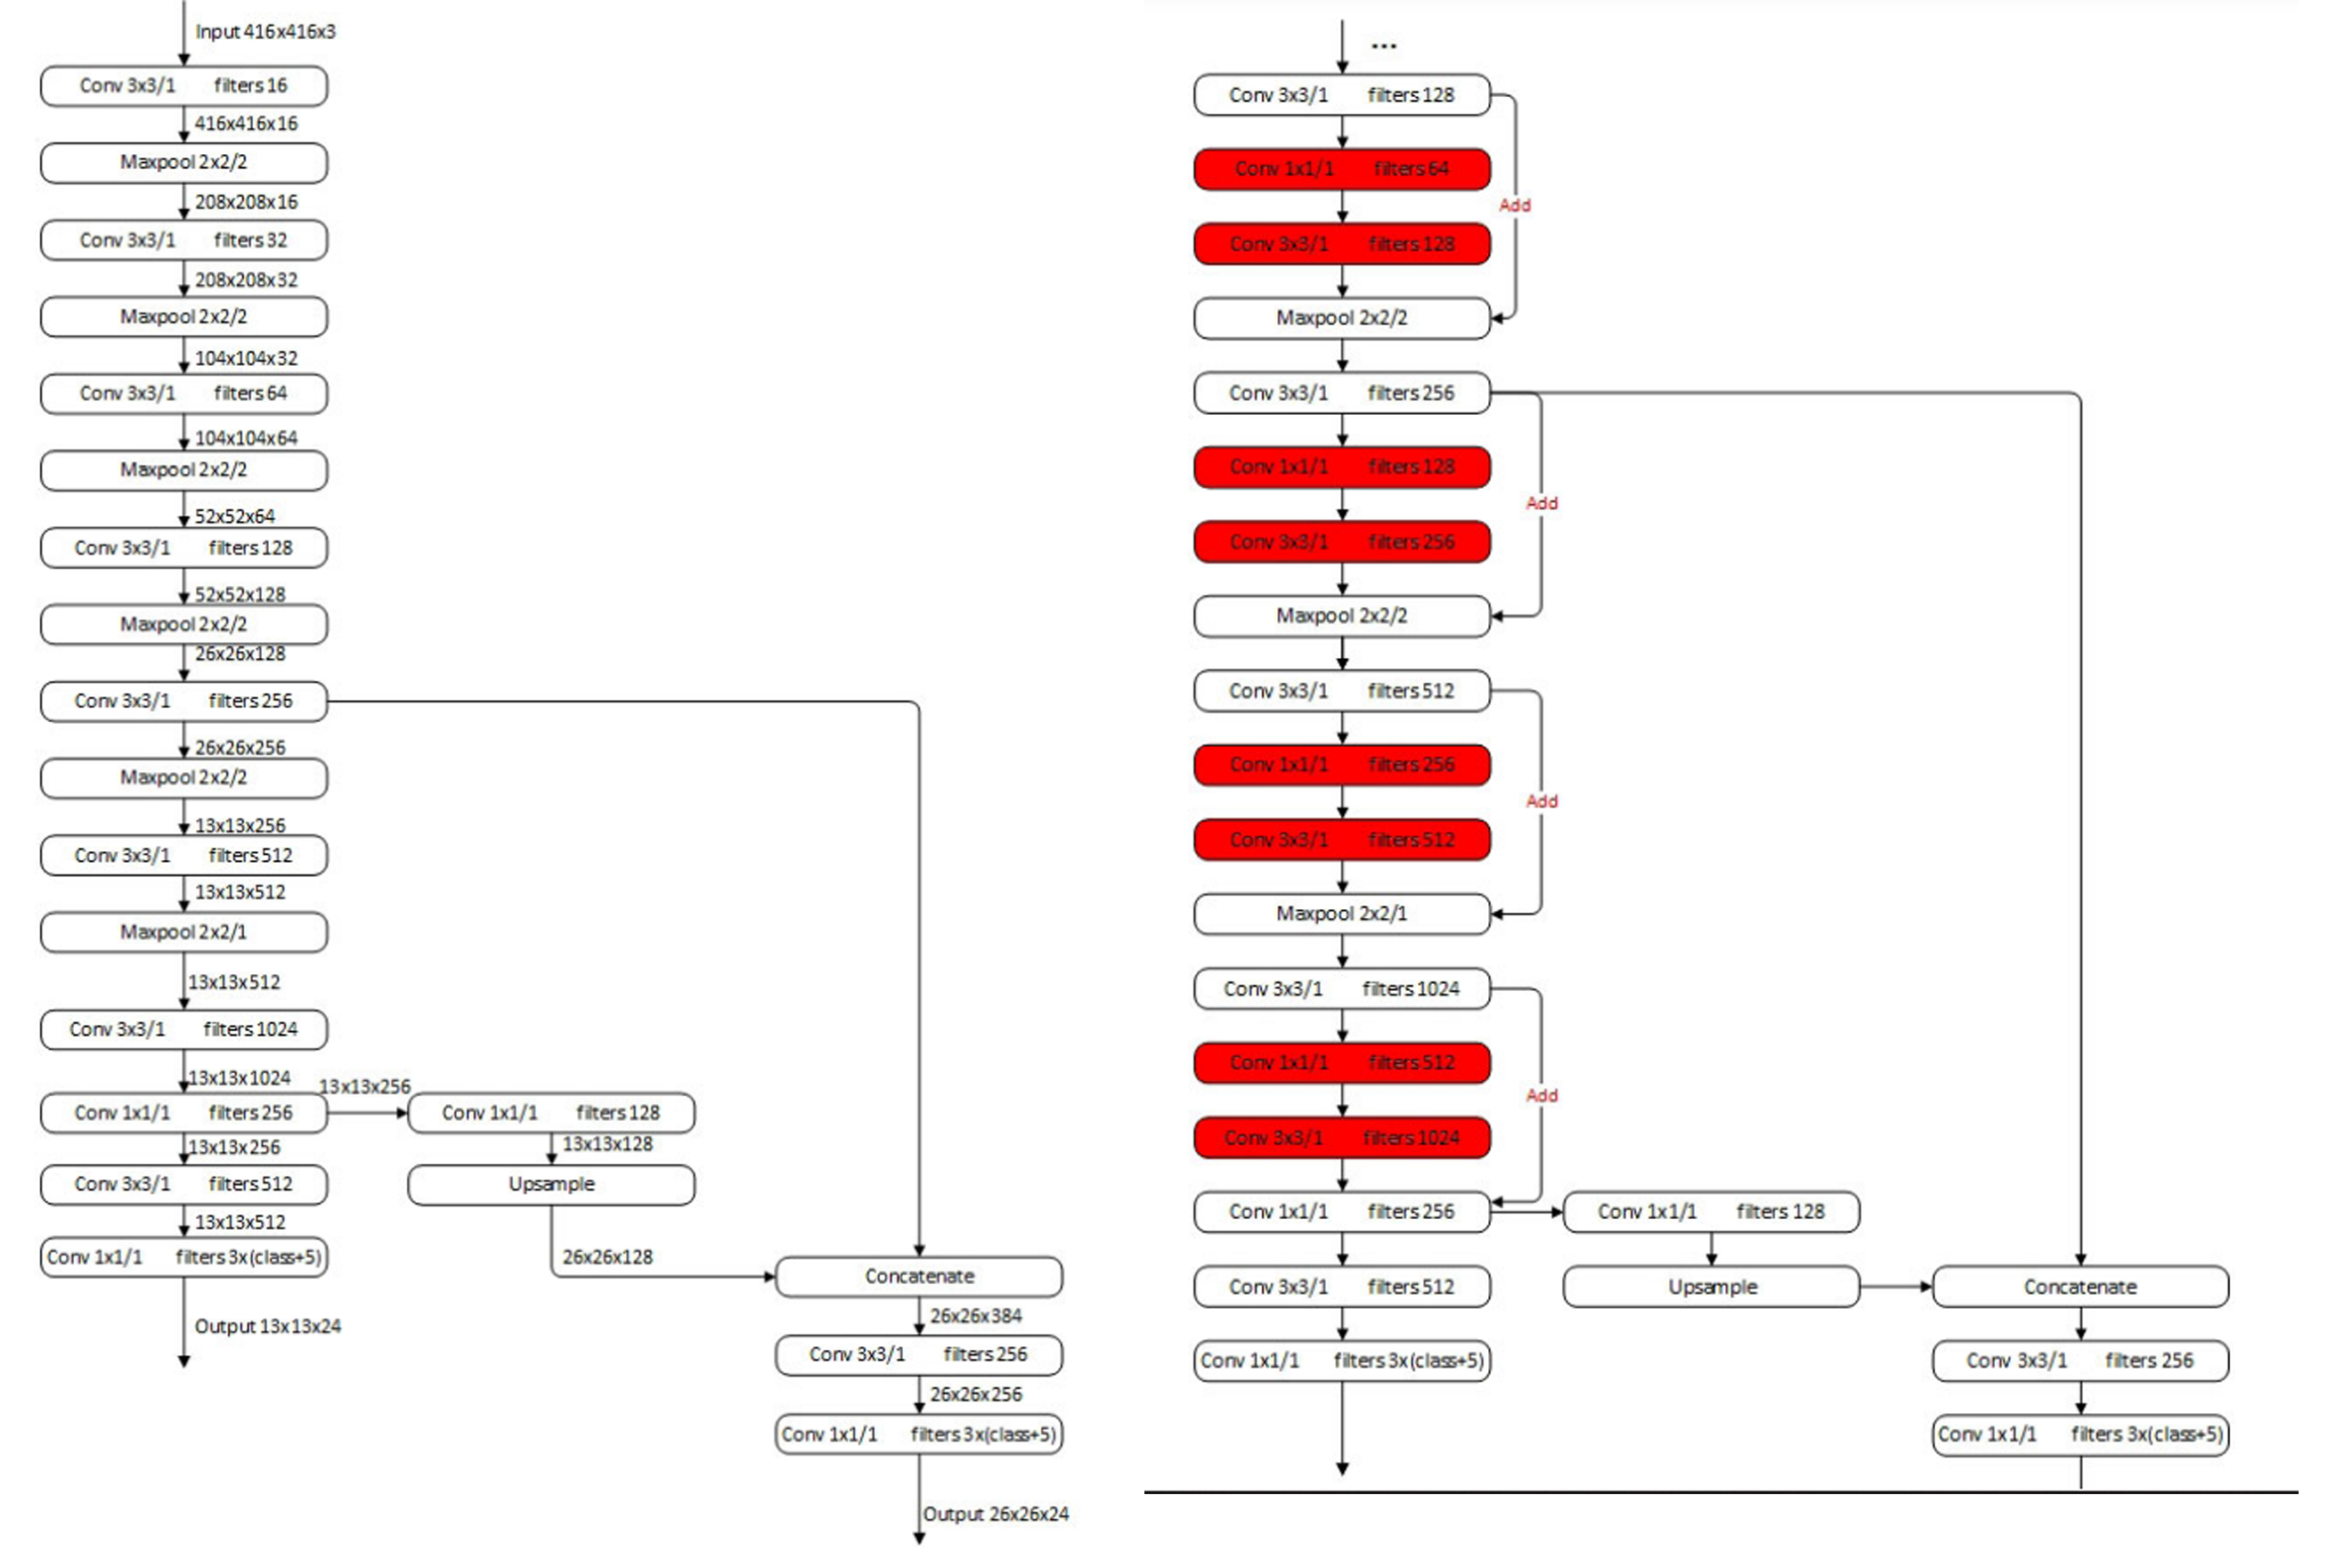 Input 416x416x3
Conv 3x3/1 filters 16
416x416x16
Maxpool 2x2/2
208x208x16
Conv 3x3/1 filters 32
208x208x32
Maxpool 2x2/2
104x104x32
Conv 3x3/1 filters 64
104x104x64
Maxpool 2x2/2
52x52x64
Conv 3x3/1 filters 128
52x52x128
Maxpool 2x2/2
26x26x128
Conv 3x3/1 filters 256
26x26x256
Maxpool 2x2/2
13x13x256
Conv 3x3/1 filters 512
13x13x512
Maxpool 2x2/1
13x13x512
Conv 3x3/1 filters 1024
13x13x1024
Conv 1x1/1 filters 256
13x13x256
Conv 3x3/1 filters 512
13x13x512
Conv 1x1/1 filters 3x(class+5)
Output 13x13x24
13x13x256
Conv 1x1/1 filters 128
13x13x128
Upsample
26x26x128
Concatenate
26x26x384
Conv 3x3/1 filters 256
26x26x256
Conv 1x1/1 filters 3x(class+5)
Output 26x26x24
...
Conv 3x3/1 filters 128
Conv 1x1/1 filters 64
Add
Conv 3x3/1 filters 128
Maxpool 2x2/2
Conv 3x3/1 filters 256
Conv 1x1/1 filters 128
Add
Conv 3x3/1 filters 256
Maxpool 2x2/2
Conv 3x3/1 filters 512
Conv 1x1/1 filters 256
Add
Conv 3x3/1 filters 512
Maxpool 2x2/1
Conv 3x3/1 filters 1024
Conv 1x1/1 filters 512
Add
Conv 3x3/1 filters 1024
Conv 1x1/1 filters 256
Conv 3x3/1 filters 512
Conv 1x1/1 filters 3x(class+5)
Conv 1x1/1 filters 128
Upsample
Concatenate
Conv 3x3/1 filters 256
Conv 1x1/1 filters 3x(class+5)